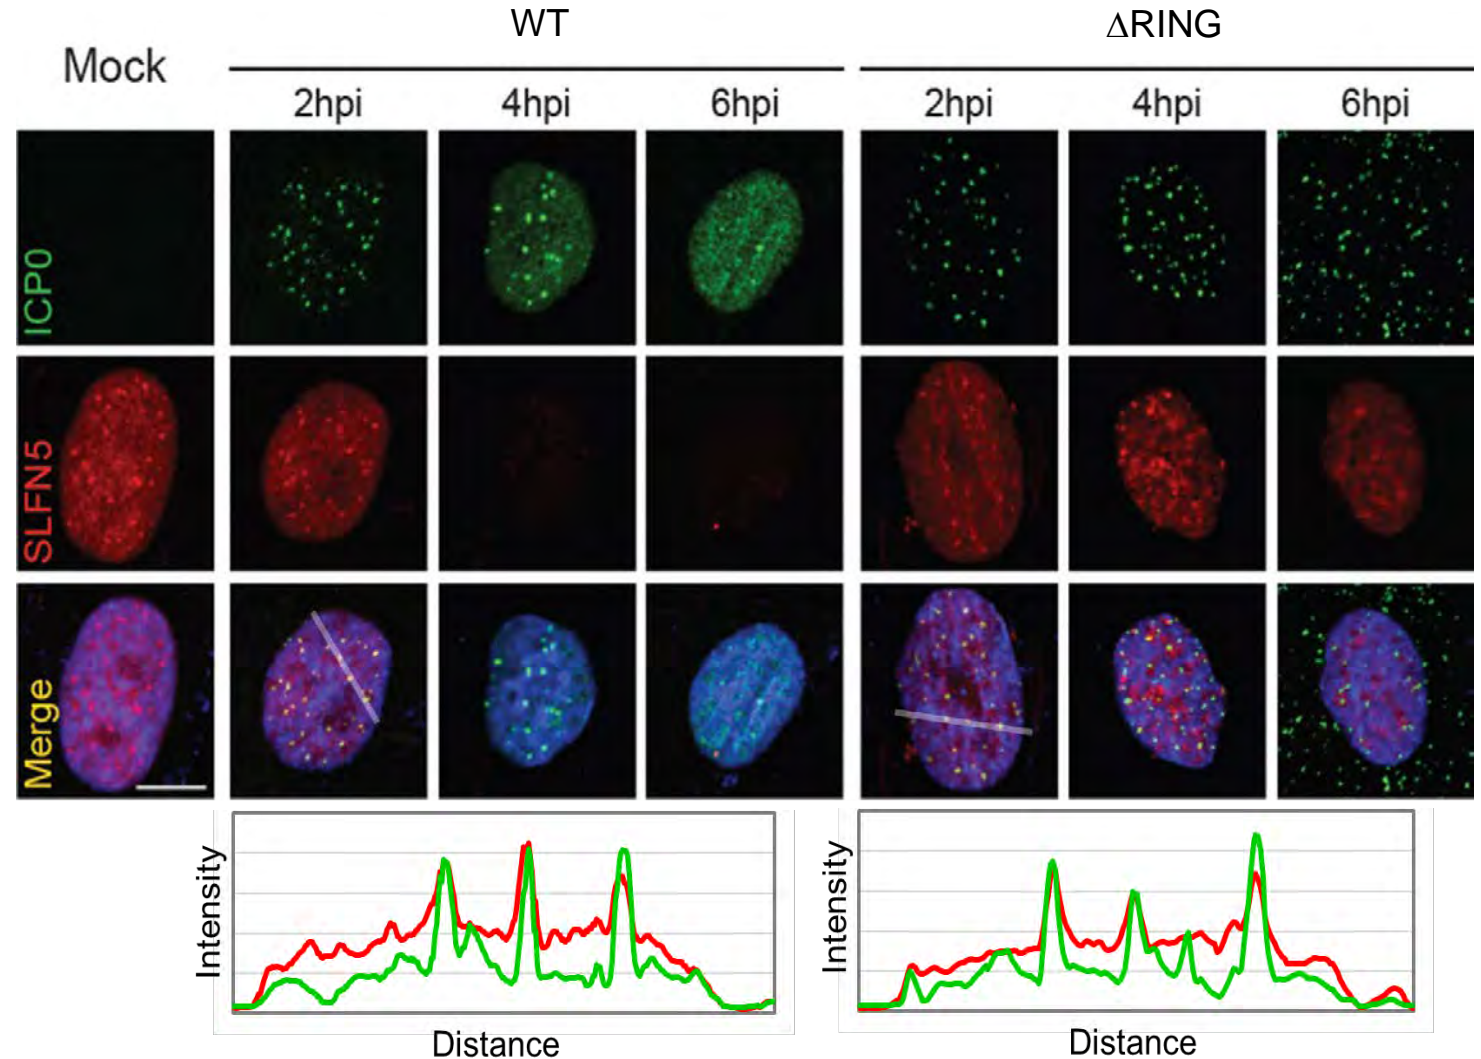 WT
ΔRING
Mock
2hpi
4hpi
6hpi
2hpi
4hpi
6hpi
ICP0
SLFN5
Merge
Intensity
Distance
Intensity
Distance